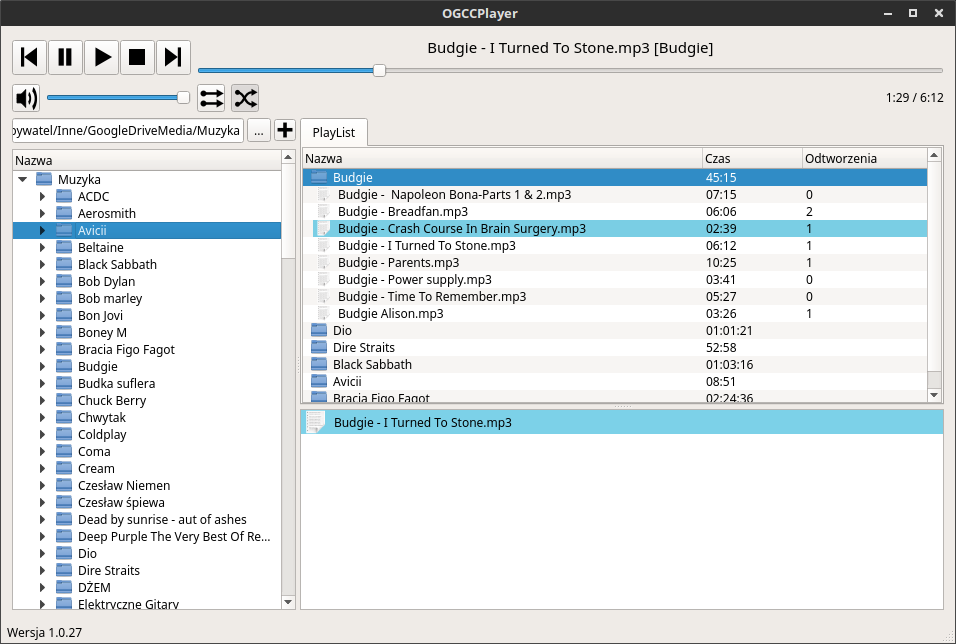 OGCCPlayer
Budgie - I Turned To Stone.mp3 [Budgie]
1:29 / 6:12
ywatel/Inne/GoogleDriveMedia/Muzyka ...
PlayList
Nazwa
Muzyka
ACDC
Aerosmith
Avicii
Beltaine
Black Sabbath
Bob Dylan
Bob marley
Bon Jovi
Boney M
Bracia Figo Fagot
Budgie
Budka suflera
Chuck Berry
Chwytak
Coldplay
Coma
Cream
Czesław Niemen
Czesław śpiewa
Dead by sunrise - aut of ashes
Deep Purple The Very Best Of Re...
Dio
Dire Straits
DŻEM
Elektryczne Gitary
Nazwa Czas Odtworzenia
Budgie 45:15
Budgie -  Napoleon Bona-Parts 1 & 2.mp3 07:15 0
Budgie - Breadfan.mp3 06:06 2
Budgie - Crash Course In Brain Surgery.mp3 02:39 1
Budgie - I Turned To Stone.mp3 06:12 1
Budgie - Parents.mp3 10:25 1
Budgie - Power supply.mp3 03:41 0
Budgie - Time To Remember.mp3 05:27 0
Budgie Alison.mp3 03:26 1
Dio 01:01:21
Dire Straits 52:58
Black Sabbath 01:03:16
Avicii 08:51
Bracia Figo Fagot 02:24:36
Budgie - I Turned To Stone.mp3
Wersja 1.0.27